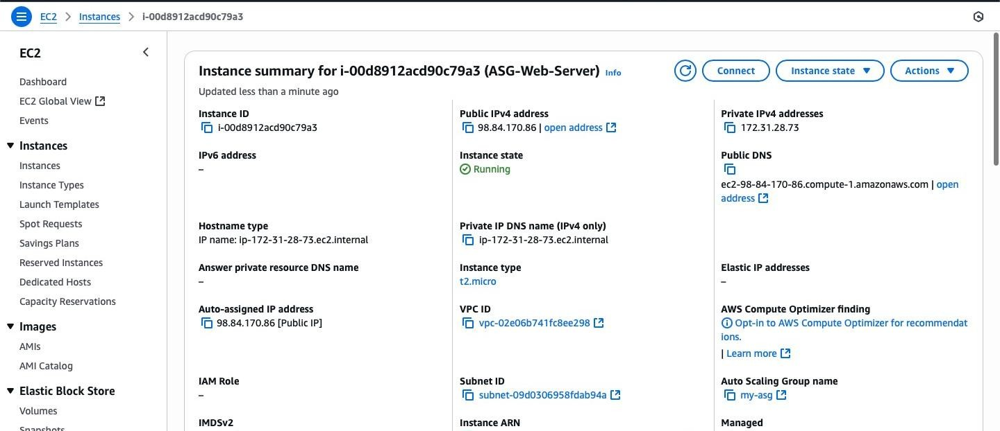 EC2 > Instances > i-00d8912acd90c79a3
EC2
Dashboard
EC2 Global View
Events
Instances
Instances
Instance Types
Launch Templates
Spot Requests
Savings Plans
Reserved Instances
Dedicated Hosts
Capacity Reservations
Images
AMIs
AMI Catalog
Elastic Block Store
Volumes
Snapshots
Instance summary for i-00d8912acd90c79a3 (ASG-Web-Server) Info
Connect
Instance state
Actions
Updated less than a minute ago
Instance ID
i-00d8912acd90c79a3
Public IPv4 address
98.84.170.86 | open address
Private IPv4 addresses
172.31.28.73
IPv6 address
–
Instance state
Running
Public DNS
ec2-98-84-170-86.compute-1.amazonaws.com | open
address
Hostname type
IP name: ip-172-31-28-73.ec2.internal
Private IP DNS name (IPv4 only)
ip-172-31-28-73.ec2.internal
Answer private resource DNS name
–
Instance type
t2.micro
Elastic IP addresses
–
Auto-assigned IP address
98.84.170.86 [Public IP]
VPC ID
vpc-02e06b741fc8ee298
AWS Compute Optimizer finding
Opt-in to AWS Compute Optimizer for recommendat
ions.
| Learn more
IAM Role
–
Subnet ID
subnet-09d0306958fdab94a
Auto Scaling Group name
my-asg
IMDSv2
Instance ARN
Managed